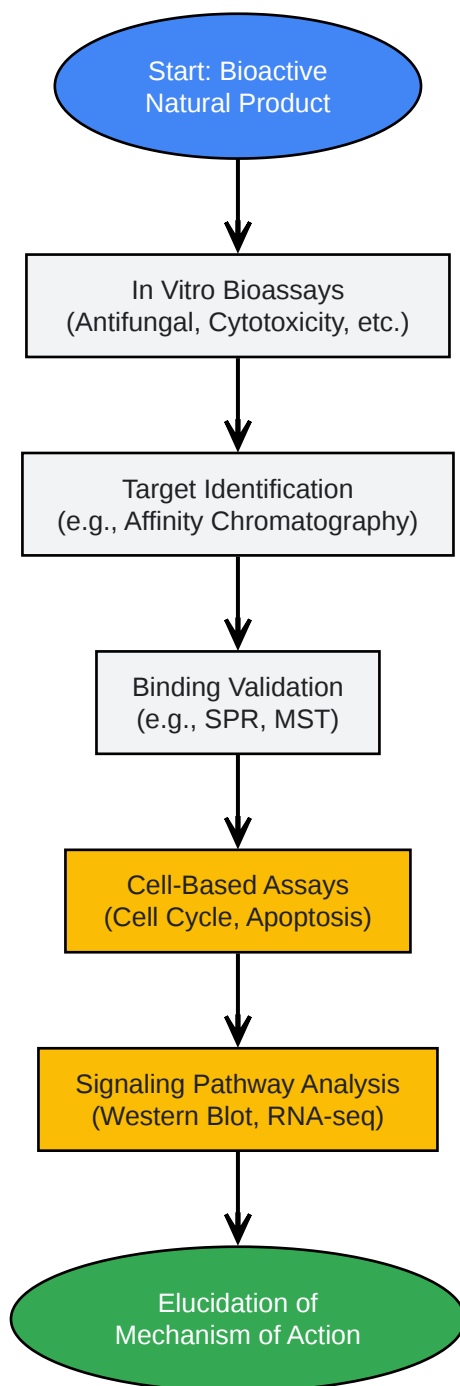 Start: Bioactive
Natural Product
In Vitro Bioassays
(Antifungal, Cytotoxicity, etc.)
Target Identification
(e.g., Affinity Chromatography)
Binding Validation
(e.g., SPR, MST)
Cell-Based Assays
(Cell Cycle, Apoptosis)
Signaling Pathway Analysis
(Western Blot, RNA-seq)
Elucidation of
Mechanism of Action